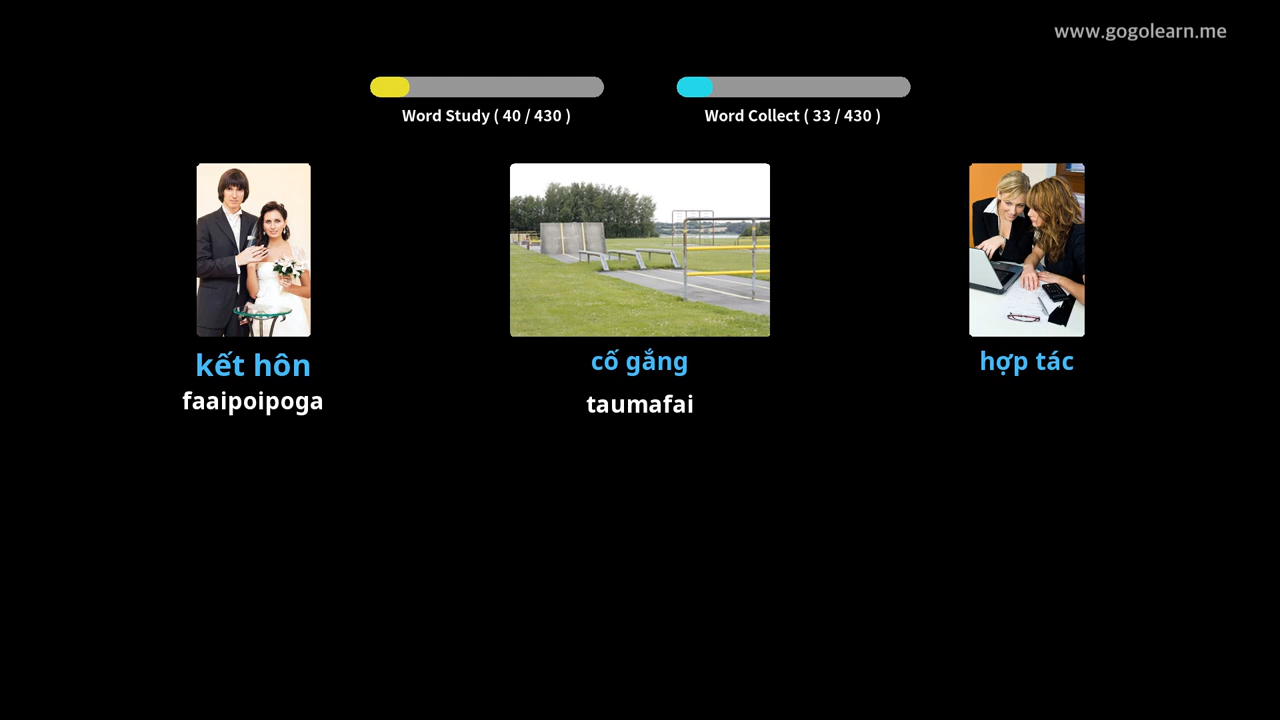 www.gogolearn.me
Word Study ( 40 / 430 )
Word Collect ( 33 / 430 )
kết hôn
faaipoipoga
cố gắng
taumafai
hợp tác